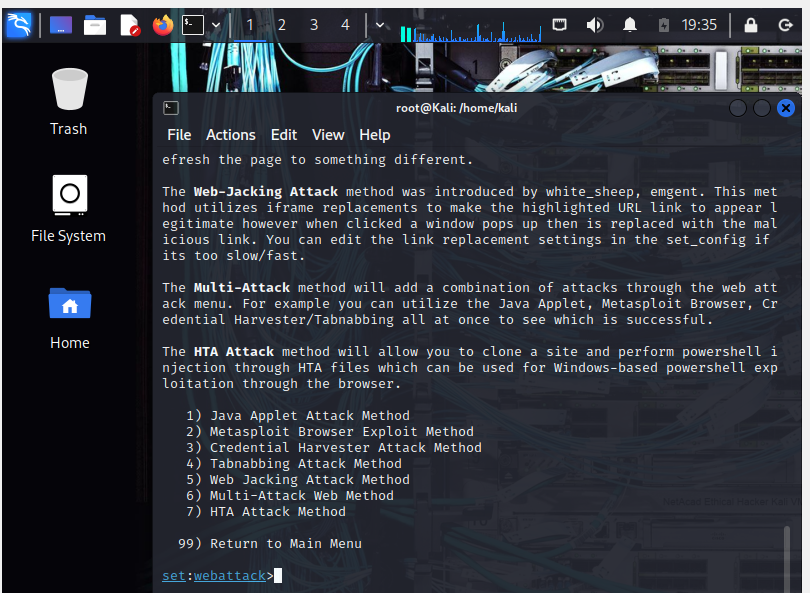 1 2 3 4 19:35
Trash
File System
Home
root@Kali: /home/kali
File Actions Edit View Help
efresh the page to something different.
The Web-Jacking Attack method was introduced by white_sheep, emgent. This met
hod utilizes iframe replacements to make the highlighted URL link to appear l
egitimate however when clicked a window pops up then is replaced with the mal
icious link. You can edit the link replacement settings in the set_config if
its too slow/fast.
The Multi-Attack method will add a combination of attacks through the web att
ack menu. For example you can utilize the Java Applet, Metasploit Browser, Cr
edential Harvester/Tabnabbing all at once to see which is successful.
The HTA Attack method will allow you to clone a site and perform powershell i
njection through HTA files which can be used for Windows-based powershell exp
loitation through the browser.
1) Java Applet Attack Method
2) Metasploit Browser Exploit Method
3) Credential Harvester Attack Method
4) Tabnabbing Attack Method
5) Web Jacking Attack Method
6) Multi-Attack Web Method
7) HTA Attack Method
99) Return to Main Menu
set:webattack>